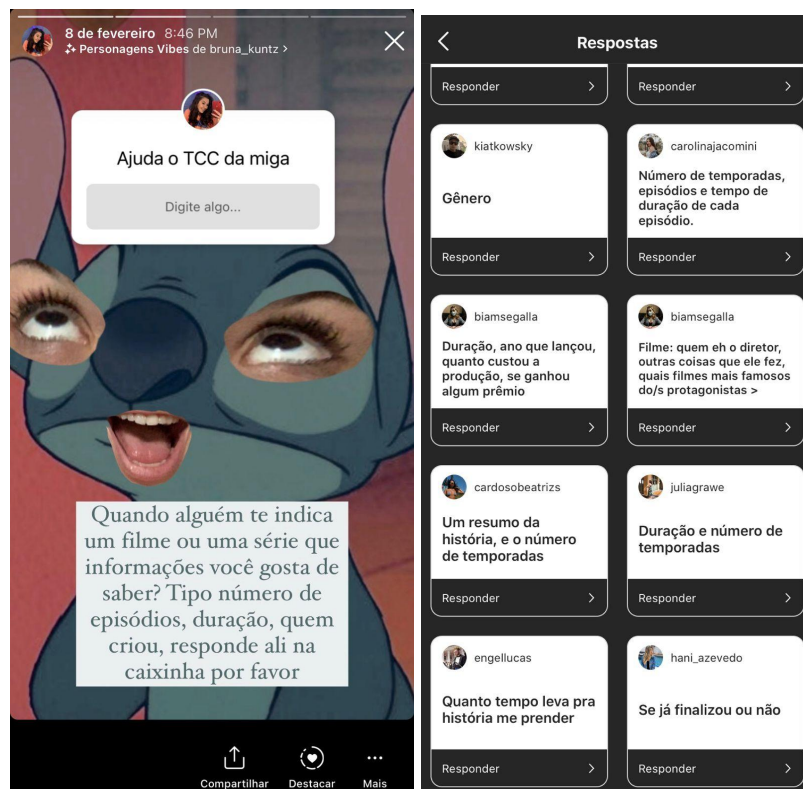 8 de fevereiro 8:46 PM
Personagens Vibes de bruna_kuntz >
Ajuda o TCC da miga
Digite algo...
Quando alguém te indica
um filme ou uma série que
informações você gosta de
saber? Tipo número de
episódios, duração, quem
criou, responde ali na
caixinha por favor
Compartilhar
Destacar
Mais
Respostas
Responder
Responder
kiatkowsky
Gênero
Responder
carolinajacomini
Número de temporadas,
episódios e tempo de
duração de cada
episódio.
Responder
biamsegalla
Duração, ano que lançou,
quanto custou a
produção, se ganhou
algum prêmio
Responder
biamsegalla
Filme: quem eh o diretor,
outras coisas que ele fez,
quais filmes mais famosos
do/s protagonistas >
Responder
cardosobeatrizs
Um resumo da
história, e o número
de temporadas
Responder
juliagrawe
Duração e número de
temporadas
Responder
engellucas
Quanto tempo leva pra
história me prender
Responder
hani_azevedo
Se já finalizou ou não
Responder